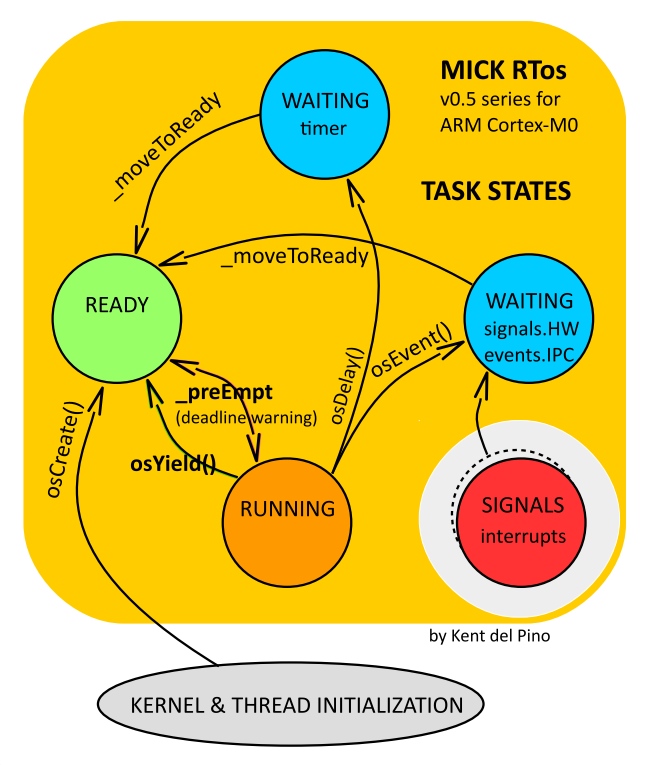 MICK RTos
v0.5 series for
ARM Cortex-M0
WAITING
timer
_moveToReady
TASK STATES
_moveToReady
READY
WAITING
signals.HW
events.IPC
osDelay()
osEvent()
_preEmpt
(deadline warning)
osCreate()
osYield()
RUNNING
SIGNALS
interrupts
by Kent del Pino
KERNEL & THREAD INITIALIZATION